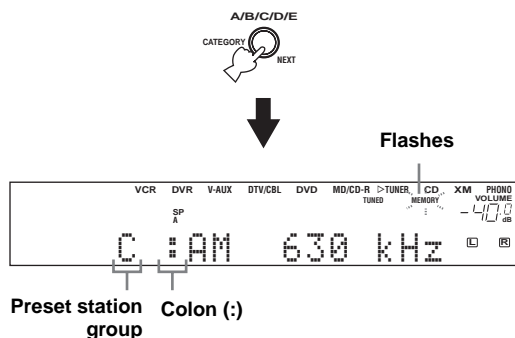 A/B/C/D/E
CATEGORY
NEXT
Flashes
VCR DVR V-AUX DTV/CBL DVD MD/CD-R ▷TUNER CD XM PHONO
TUNED MEMORY VOLUME
SP
A
-40.0 dB
C :AM 630 kHz L R
Preset station group
Colon (:)